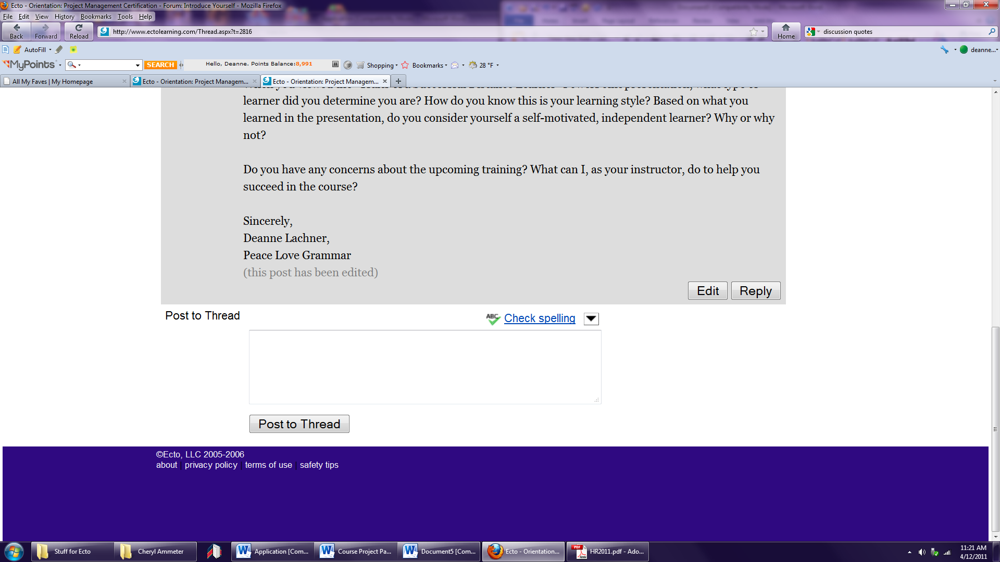 Ecto - Orientation: Project Management Certification - Forum: Introduce Yourself - Mozilla Firefox
File Edit View History Bookmarks Tools Help
Back Forward Reload http://www.ectolearning.com/Thread.aspx?t=2816 Home discussion quotes
AutoFill deanne...
MyPoints SEARCH Hello, Deanne. Points Balance:8,991 Shopping Bookmarks 28 °F
All My Faves | My Homepage Ecto - Orientation: Project Managem... Ecto - Orientation: Project Managem...
learner did you determine you are? How do you know this is your learning style? Based on what you
learned in the presentation, do you consider yourself a self-motivated, independent learner? Why or why
not?
Do you have any concerns about the upcoming training? What can I, as your instructor, do to help you
succeed in the course?
Sincerely,
Deanne Lachner,
Peace Love Grammar
(this post has been edited)
Edit Reply
Post to Thread ABC Check spelling
Post to Thread
©Ecto, LLC 2005-2006
about | privacy policy | terms of use | safety tips
Stuff for Ecto Cheryl Ammeter Application [Com... Course Project Pa... Document5 [Com... Ecto - Orientation... HR2011.pdf - Ado... 11:21 AM
4/12/2011